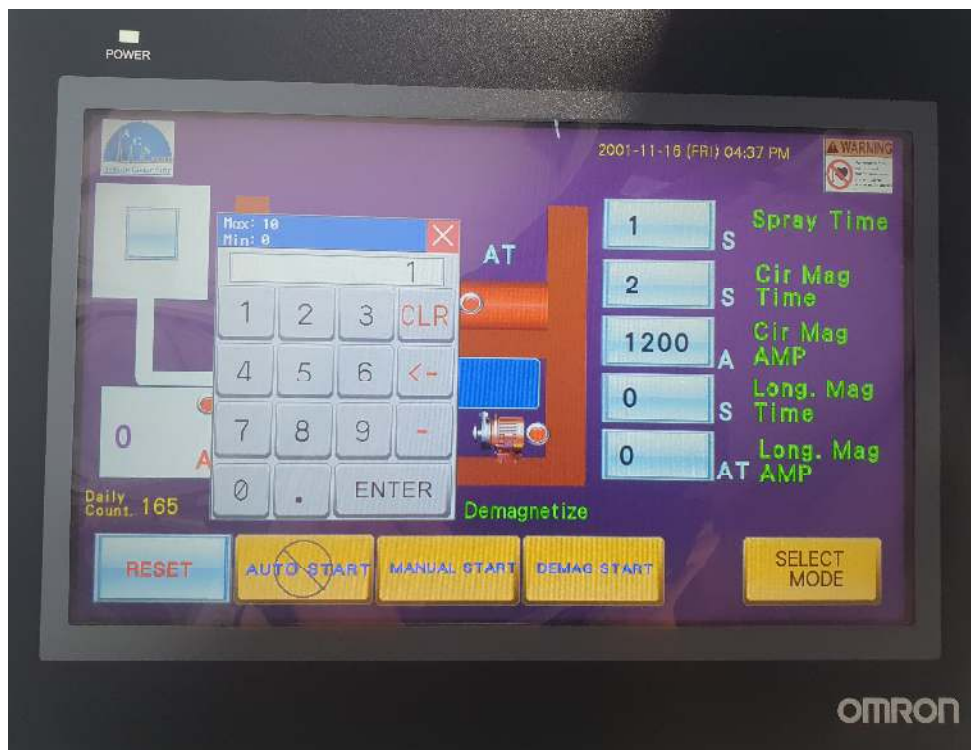 POWER
2001-11-16 (FRI) 04:37 PM
WARNING
Max: 10
Min: 0
1
1 2 3 CLR
4 5 6 <-
7 8 9 -
0 . ENTER
AT
1 S Spray Time
2 S Cir Mag
Time
1200 A Cir Mag
AMP
0 S Long. Mag
Time
0 AT Long. Mag
AMP
0
A
Daily
Count. 165
Demagnetize
RESET
AUTO START
MANUAL START
DEMAG START
SELECT
MODE
OMRON